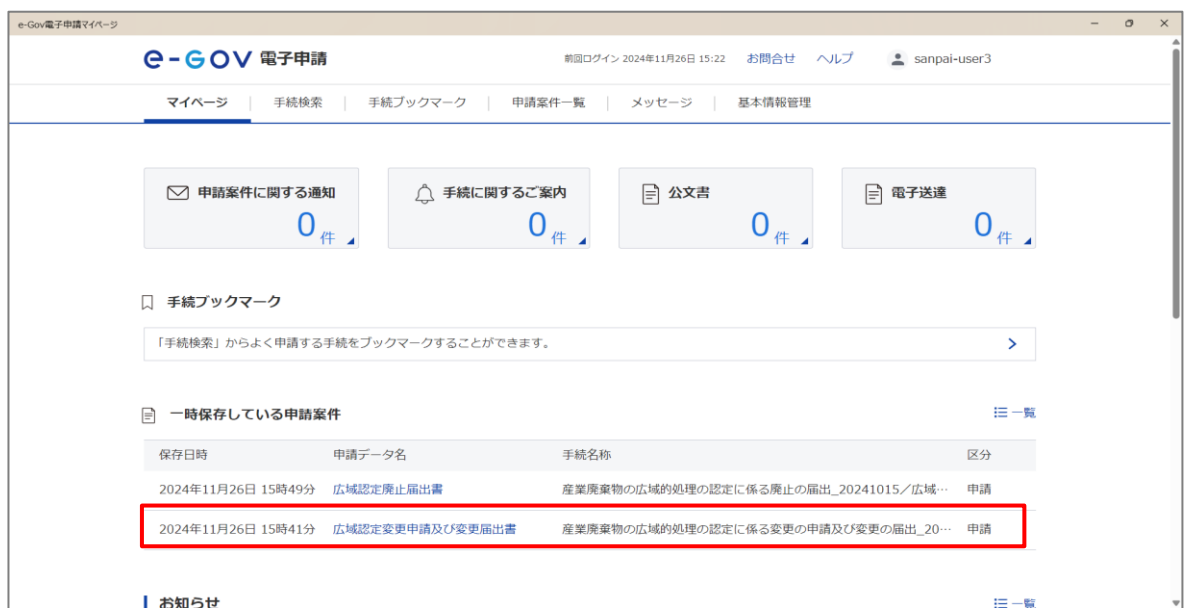 e-Gov電子申請マイページ
e-GOV 電子申請 前回ログイン 2024年11月26日 15:22 お問合せ ヘルプ sanpai-user3
マイページ 手続検索 手続ブックマーク 申請案件一覧 メッセージ 基本情報管理
申請案件に関する通知 0件
手続に関するご案内 0件
公文書 0件
電子送達 0件
手続ブックマーク
「手続検索」からよく申請する手続をブックマークすることができます。
一時保存している申請案件 一覧
保存日時 申請データ名 手続名称 区分
2024年11月26日 15時49分 広域認定廃止届出書 産業廃棄物の広域的処理の認定に係る廃止の届出_20241015／広域… 申請
2024年11月26日 15時41分 広域認定変更申請及び変更届出書 産業廃棄物の広域的処理の認定に係る変更の申請及び変更の届出_20… 申請
お知らせ 一覧